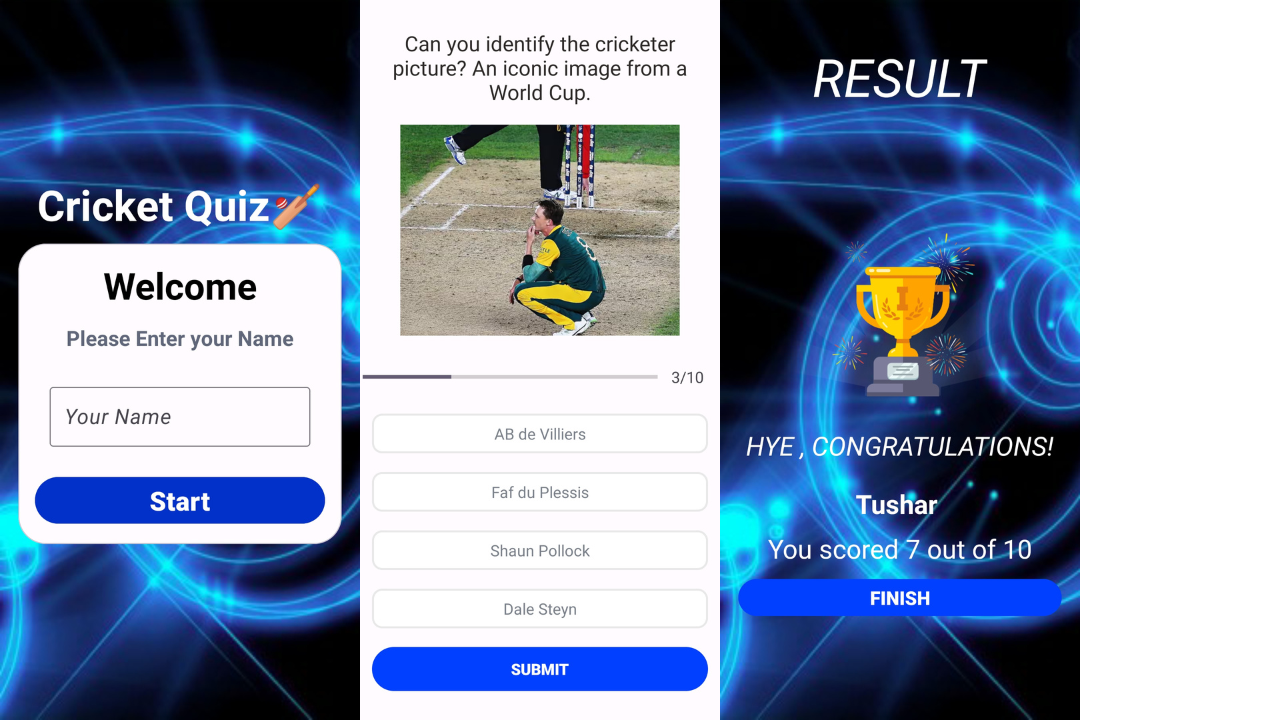 Cricket Quiz
Welcome
Please Enter your Name
Your Name
Start
Can you identify the cricketer
picture? An iconic image from a
World Cup.
3/10
AB de Villiers
Faf du Plessis
Shaun Pollock
Dale Steyn
SUBMIT
RESULT
HYE , CONGRATULATIONS!
Tushar
You scored 7 out of 10
FINISH